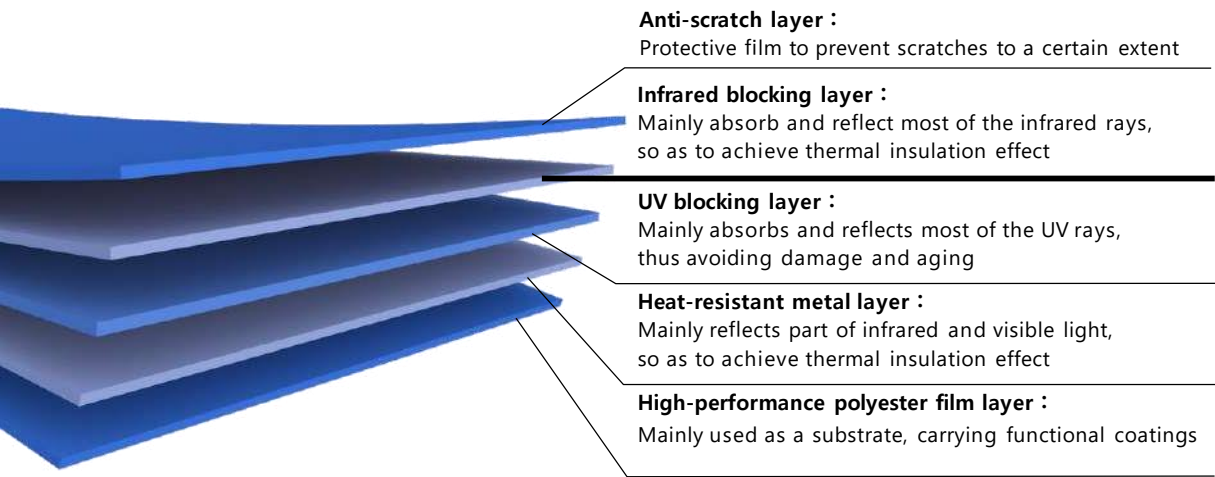 Anti-scratch layer：
Protective film to prevent scratches to a certain extent
Infrared blocking layer：
Mainly absorb and reflect most of the infrared rays,
so as to achieve thermal insulation effect
UV blocking layer：
Mainly absorbs and reflects most of the UV rays,
thus avoiding damage and aging
Heat-resistant metal layer：
Mainly reflects part of infrared and visible light,
so as to achieve thermal insulation effect
High-performance polyester film layer：
Mainly used as a substrate, carrying functional coatings